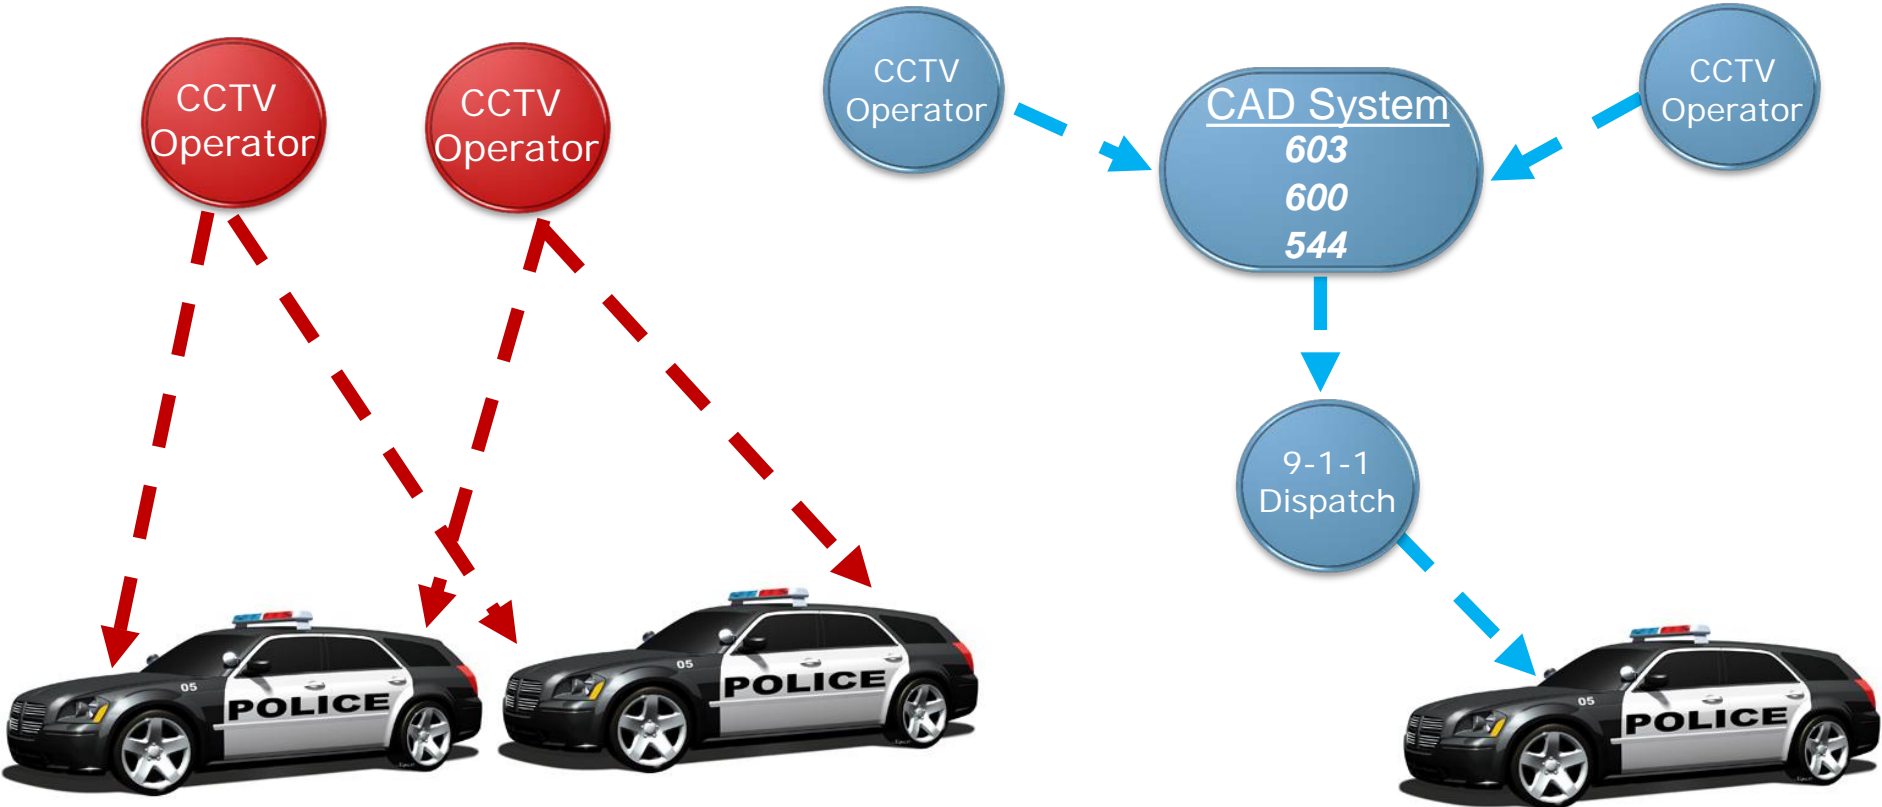 CCTV
Operator
CCTV
Operator
CCTV
Operator
CAD System
603
600
544
CCTV
Operator
9-1-1
Dispatch
05
POLICE
05
POLICE
05
POLICE